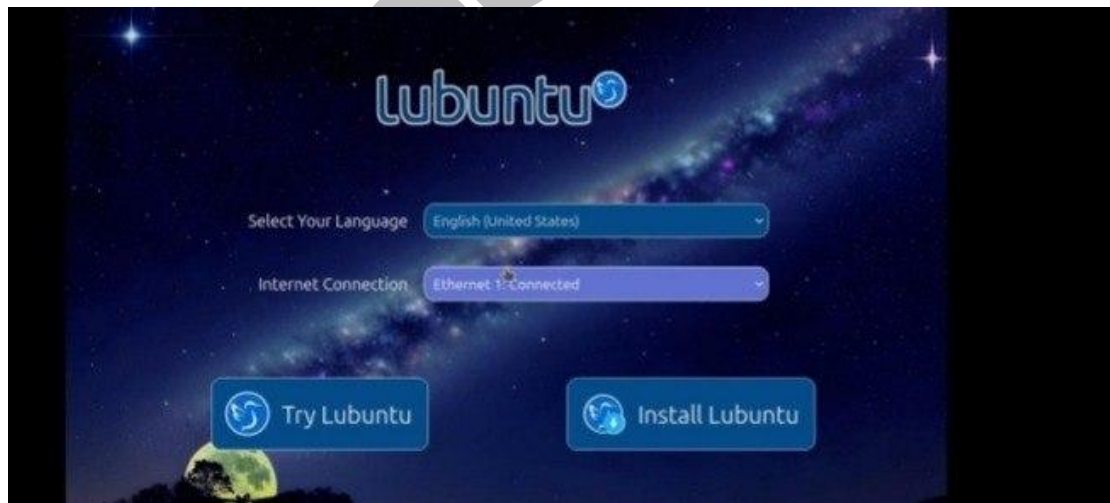 Lubuntu
Select Your Language English (United States)
Internet Connection Ethernet 1: Connected
Try Lubuntu Install Lubuntu